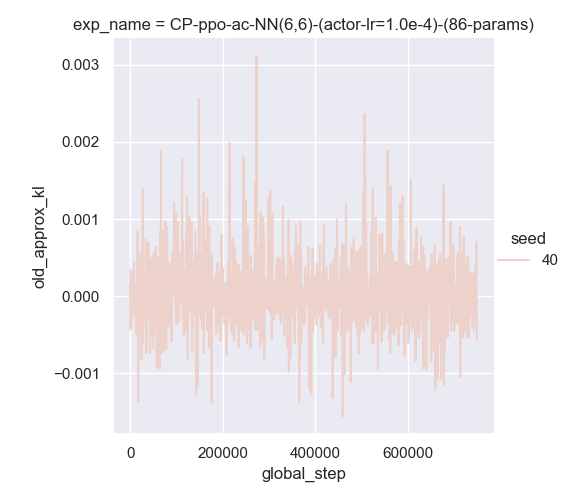 exp_name = CP-ppo-ac-NN(6,6)-(actor-lr=1.0e-4)-(86-params)
0.003
0.002
0.001
0.000
−0.001
old_approx_kl
0
200000
400000
600000
global_step
seed
40